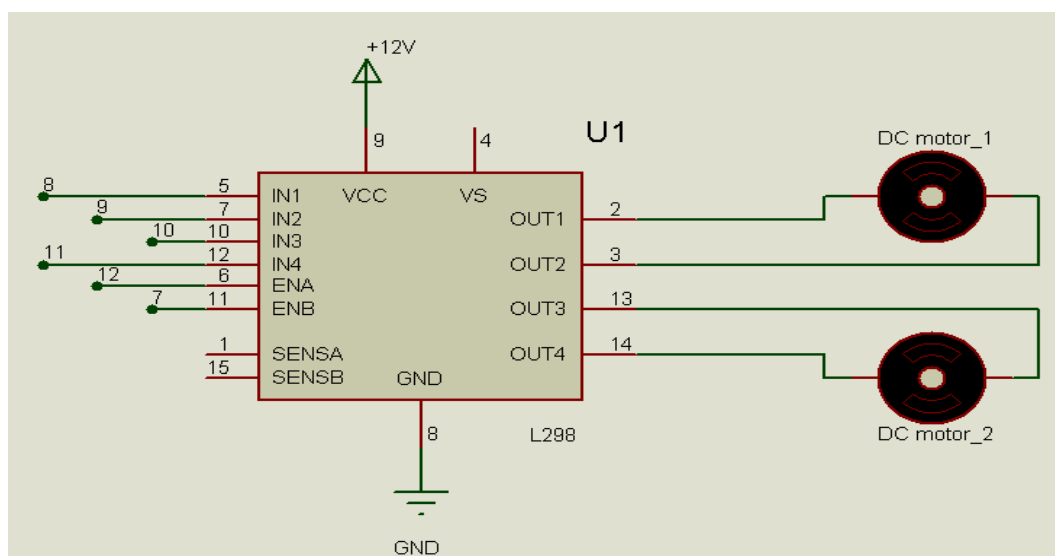 +12V
9
4
U1
DC motor_1
8 5 IN1 VCC VS
9 7 IN2 OUT1 2
10 10 IN3
11 12 IN4 OUT2 3
12 6 ENA
7 11 ENB OUT3 13
1 SENSA OUT4 14
15 SENSB GND
8
L298
DC motor_2
GND